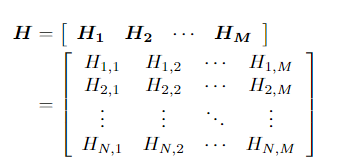 H = [ H_1 H_2 ⋯ H_M ]
= [ H_{1,1} H_{1,2} ⋯ H_{1,M}
H_{2,1} H_{2,2} ⋯ H_{2,M}
⋮ ⋮ ⋱ ⋮
H_{N,1} H_{N,2} ⋯ H_{N,M} ]